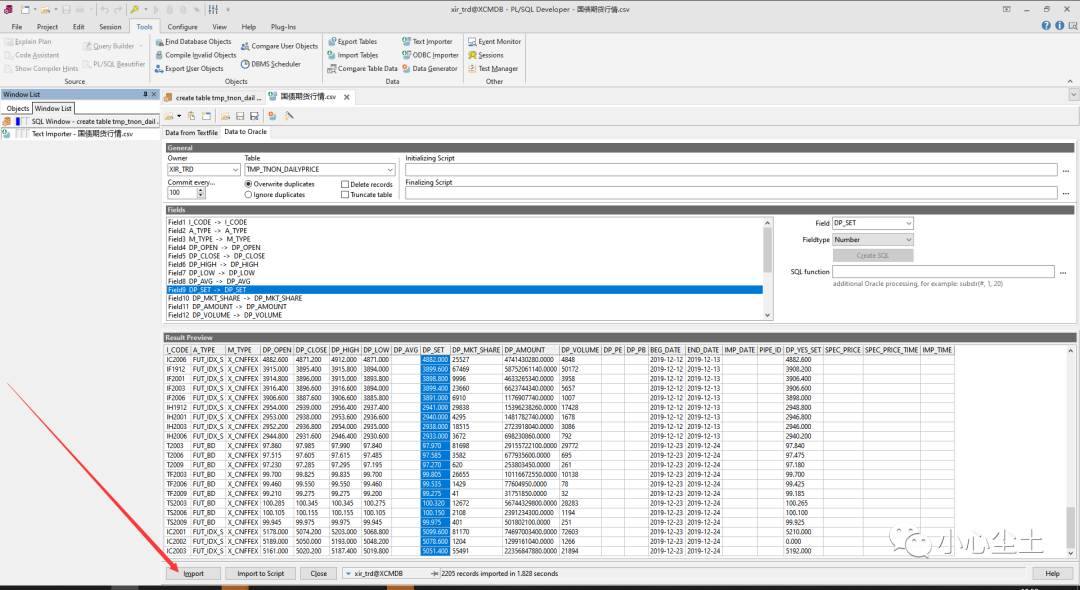 xir_trd@XCMDB - PL/SQL Developer - 国债期货行情.csv
File Project Edit Session Tools Configure View Help Plug-Ins
Explain Plan Query Builder Find Database Objects Compare User Objects Export Tables Text Importer Event Monitor
Code Assistant Compile Invalid Objects Import Tables ODBC Importer Sessions
Show Compiler Hints PL/SQL Beautifier Export User Objects DBMS Scheduler Compare Table Data Data Generator Test Manager
Source Objects Data Other
Window List create table tmp_tnon_dail ... 国债期货行情.csv
Objects Window List
SQL Window - create table tmp_tnon_dail .
Text Importer - 国债期货行情.csv
Data from Textfile Data to Oracle
General
Owner Table Initializing Script
XIR_TRD TMP_TNON_DAILYPRICE ...
Commit every... Overwrite duplicates Delete records Finalizing Script
100 Ignore duplicates Truncate table ...
Fields
Field1 I_CODE -> I_CODE
Field2 A_TYPE -> A_TYPE
Field3 M_TYPE -> M_TYPE
Field4 DP_OPEN -> DP_OPEN
Field5 DP_CLOSE -> DP_CLOSE
Field6 DP_HIGH -> DP_HIGH
Field7 DP_LOW -> DP_LOW
Field8 DP_AVG -> DP_AVG
Field9 DP_SET -> DP_SET
Field10 DP_MKT_SHARE -> DP_MKT_SHARE
Field11 DP_AMOUNT -> DP_AMOUNT
Field12 DP_VOLUME -> DP_VOLUME
Field DP_SET
Fieldtype Number
Create SQL
SQL function ...
additional Oracle processing, for example: substr(#, 1, 20)
Result Preview
I_CODE A_TYPE M_TYPE DP_OPEN DP_CLOSE DP_HIGH DP_LOW DP_AVG DP_SET DP_MKT_SHARE DP_AMOUNT DP_VOLUME DP_PE DP_PB BEG_DATE END_DATE IMP_DATE PIPE_ID DP_YES_SET SPEC_PRICE SPEC_PRICE_TIME IMP_TIME
IC2006 FUT_IDX_S X_CNFFEX 4882.600 4871.200 4912.000 4871.000 4882.000 25527 4741430280.0000 4848 2019-12-12 2019-12-13 4882.600
IF1912 FUT_IDX_S X_CNFFEX 3915.000 3895.400 3915.000 3893.800 3899.600 67469 58752061140.0000 50172 2019-12-12 2019-12-13 3908.200
IF2001 FUT_IDX_S X_CNFFEX 3914.800 3896.000 3915.000 3893.800 3898.800 9996 4633265340.0000 3958 2019-12-12 2019-12-13 3906.400
IF2003 FUT_IDX_S X_CNFFEX 3916.400 3896.600 3916.600 3894.000 3899.400 23660 6623744340.0000 5657 2019-12-12 2019-12-13 3906.600
IF2006 FUT_IDX_S X_CNFFEX 3906.600 3887.600 3906.600 3885.800 3891.000 6910 1176907740.0000 1007 2019-12-12 2019-12-13 3898.000
IH1912 FUT_IDX_S X_CNFFEX 2954.000 2939.000 2956.400 2937.400 2941.000 29838 15396238260.0000 17428 2019-12-12 2019-12-13 2948.800
IH2001 FUT_IDX_S X_CNFFEX 2953.000 2938.000 2953.600 2936.600 2940.000 4295 1481782740.0000 1678 2019-12-12 2019-12-13 2946.800
IH2003 FUT_IDX_S X_CNFFEX 2952.200 2936.800 2954.000 2936.000 2938.000 18515 2723918040.0000 3086 2019-12-12 2019-12-13 2946.000
IH2006 FUT_IDX_S X_CNFFEX 2944.800 2931.600 2946.400 2930.600 2933.000 3672 698230860.0000 792 2019-12-12 2019-12-13 2940.200
T2003 FUT_BD X_CNFFEX 97.860 97.985 97.990 97.840 97.970 81698 29155722100.0000 29772 2019-12-23 2019-12-24 97.840
T2006 FUT_BD X_CNFFEX 97.515 97.605 97.615 97.485 97.585 3582 677935600.0000 695 2019-12-23 2019-12-24 97.475
T2009 FUT_BD X_CNFFEX 97.230 97.285 97.295 97.195 97.270 620 253803450.0000 261 2019-12-23 2019-12-24 97.180
TF2003 FUT_BD X_CNFFEX 99.700 99.825 99.835 99.700 99.805 26655 10116672550.0000 10138 2019-12-23 2019-12-24 99.700
TF2006 FUT_BD X_CNFFEX 99.460 99.550 99.550 99.460 99.535 1429 77604950.0000 78 2019-12-23 2019-12-24 99.425
TF2009 FUT_BD X_CNFFEX 99.210 99.275 99.275 99.200 99.275 41 31751850.0000 32 2019-12-23 2019-12-24 99.185
TS2003 FUT_BD X_CNFFEX 100.285 100.345 100.345 100.275 100.320 12672 56744329800.0000 28283 2019-12-23 2019-12-24 100.265
TS2006 FUT_BD X_CNFFEX 100.105 100.155 100.155 100.105 100.150 2108 2391234300.0000 1194 2019-12-23 2019-12-24 100.100
TS2009 FUT_BD X_CNFFEX 99.945 99.975 99.975 99.945 99.975 401 501802100.0000 251 2019-12-23 2019-12-24 99.925
IC2001 FUT_IDX_S X_CNFFEX 5178.000 5074.200 5203.000 5068.800 5099.600 81170 74697003400.0000 72603 2019-12-20 2019-12-23 5210.000
IC2002 FUT_IDX_S X_CNFFEX 5189.000 5050.000 5193.000 5048.200 5078.600 1204 1299161040.0000 1266 2019-12-20 2019-12-23 0.000
IC2003 FUT_IDX_S X_CNFFEX 5161.000 5020.200 5187.400 5019.800 5051.400 55491 22356847880.0000 21894 2019-12-20 2019-12-23 5192.000
小心尘土
Import Import to Script Close xir_trd@XCMDB 2205 records imported in 1.828 seconds Help